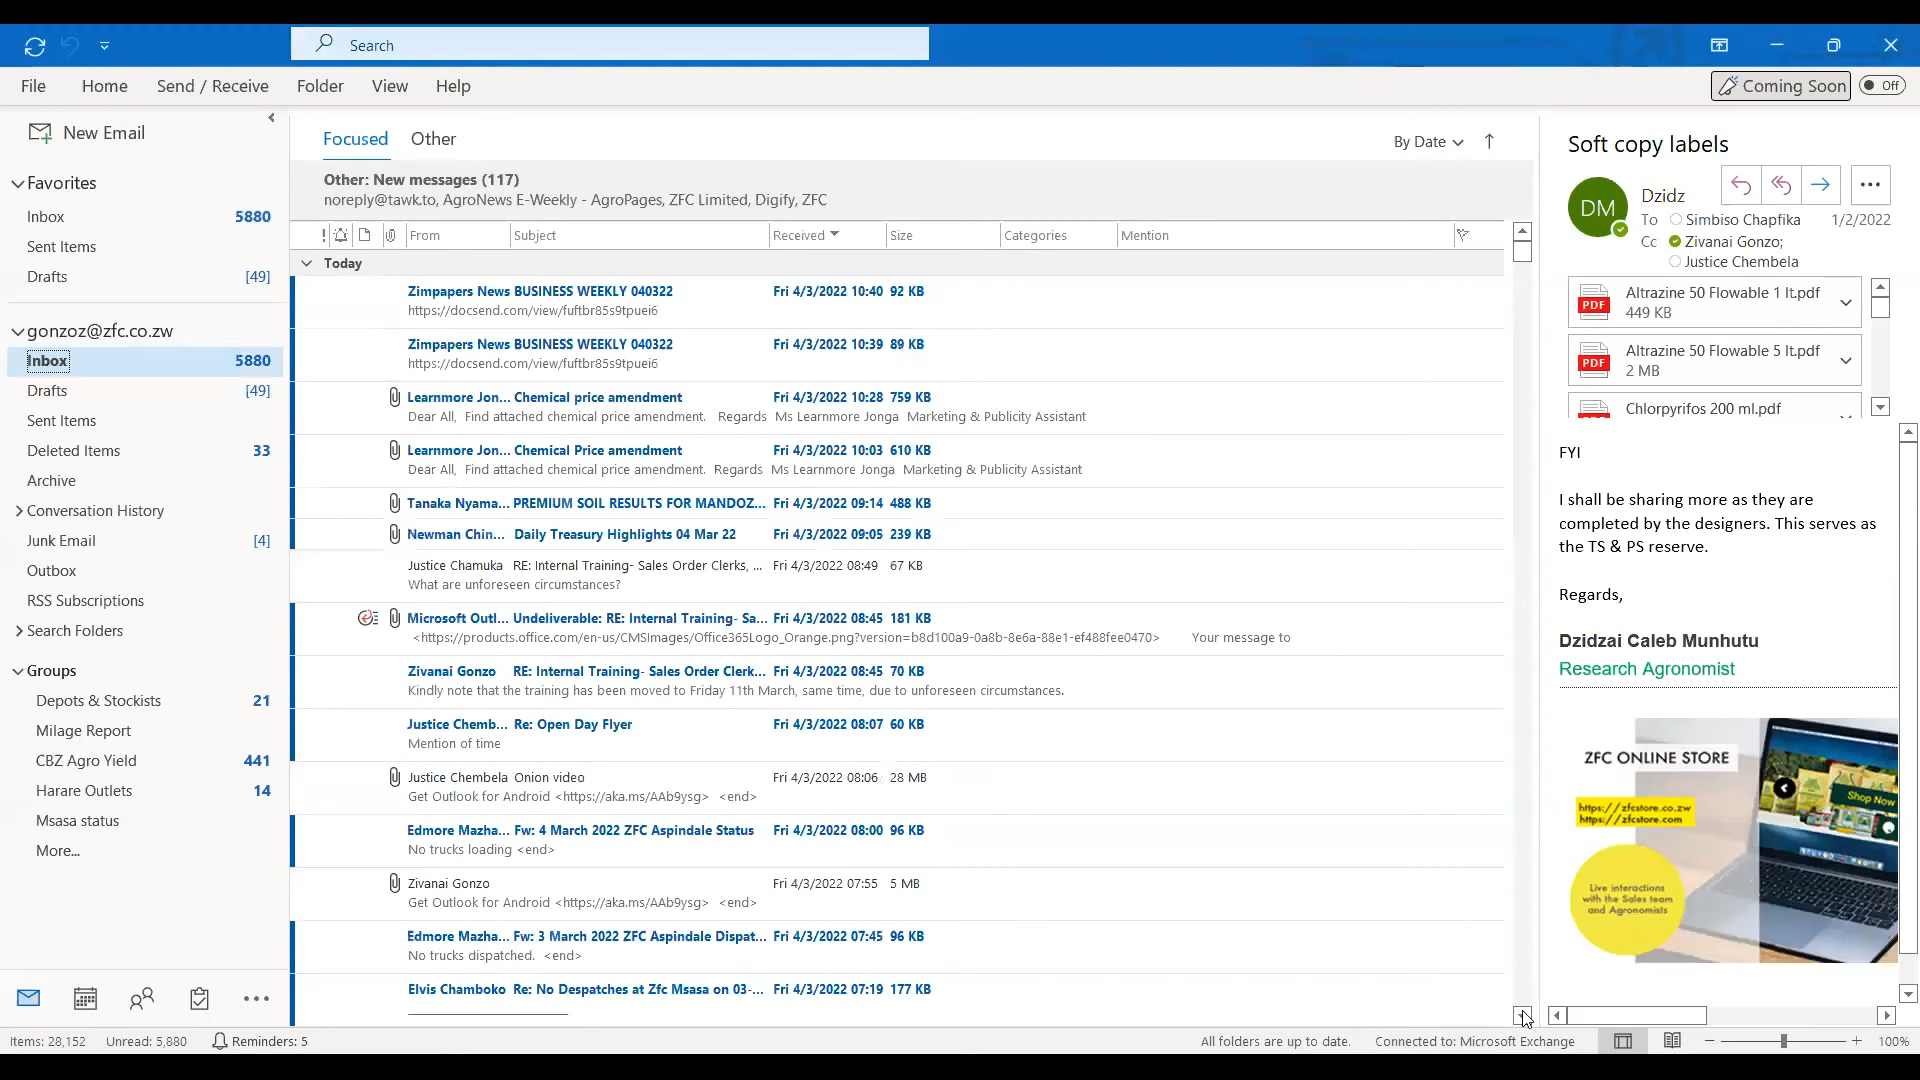 Search
File Home Send / Receive Folder View Help
Coming Soon Off
New Email
Favorites
Inbox 5880
Sent Items
Drafts [49]
gonzoz@zfc.co.zw
Inbox 5880
Drafts [49]
Sent Items
Deleted Items 33
Archive
Conversation History
Junk Email [4]
Outbox
RSS Subscriptions
Search Folders
Groups
Depots & Stockists 21
Milage Report
CBZ Agro Yield 441
Harare Outlets 14
Msasa status
More...
Focused Other
By Date
Other: New messages (117)
noreply@tawk.to, AgroNews E-Weekly - AgroPages, ZFC Limited, Digify, ZFC
! From Subject Received Size Categories Mention
Today
Zimpapers News BUSINESS WEEKLY 040322 Fri 4/3/2022 10:40 92 KB
https://docsend.com/view/fuftbr85s9tpuei6
Zimpapers News BUSINESS WEEKLY 040322 Fri 4/3/2022 10:39 89 KB
https://docsend.com/view/fuftbr85s9tpuei6
Learnmore Jon... Chemical price amendment Fri 4/3/2022 10:28 759 KB
Dear All, Find attached chemical price amendment. Regards Ms Learnmore Jonga Marketing & Publicity Assistant
Learnmore Jon... Chemical Price amendment Fri 4/3/2022 10:03 610 KB
Dear All, Find attached chemical price amendment. Regards Ms Learnmore Jonga Marketing & Publicity Assistant
Tanaka Nyama... PREMIUM SOIL RESULTS FOR MANDOZ... Fri 4/3/2022 09:14 488 KB
Newman Chin... Daily Treasury Highlights 04 Mar 22 Fri 4/3/2022 09:05 239 KB
Justice Chamuka RE: Internal Training- Sales Order Clerks, ... Fri 4/3/2022 08:49 67 KB
What are unforeseen circumstances?
Microsoft Outl... Undeliverable: RE: Internal Training- Sa... Fri 4/3/2022 08:45 181 KB
<https://products.office.com/en-us/CMSImages/Office365Logo_Orange.png?version=b8d100a9-0a8b-8e6a-88e1-ef488fee0470> Your message to
Zivanai Gonzo RE: Internal Training- Sales Order Clerk... Fri 4/3/2022 08:45 70 KB
Kindly note that the training has been moved to Friday 11th March, same time, due to unforeseen circumstances.
Justice Chemb... Re: Open Day Flyer Fri 4/3/2022 08:07 60 KB
Mention of time
Justice Chembela Onion video Fri 4/3/2022 08:06 28 MB
Get Outlook for Android <https://aka.ms/AAb9ysg> <end>
Edmore Mazha... Fw: 4 March 2022 ZFC Aspindale Status Fri 4/3/2022 08:00 96 KB
No trucks loading <end>
Zivanai Gonzo Fri 4/3/2022 07:55 5 MB
Get Outlook for Android <https://aka.ms/AAb9ysg> <end>
Edmore Mazha... Fw: 3 March 2022 ZFC Aspindale Dispat... Fri 4/3/2022 07:45 96 KB
No trucks dispatched. <end>
Elvis Chamboko Re: No Despatches at Zfc Msasa on 03-... Fri 4/3/2022 07:19 177 KB
Soft copy labels
DM
Dzidz
To Simbiso Chapfika 1/2/2022
Cc Zivanai Gonzo;
Justice Chembela
PDF Altrazine 50 Flowable 1 lt.pdf
449 KB
PDF Altrazine 50 Flowable 5 lt.pdf
2 MB
Chlorpyrifos 200 ml.pdf
FYI
I shall be sharing more as they are
completed by the designers. This serves as
the TS & PS reserve.
Regards,
Dzidzai Caleb Munhutu
Research Agronomist
ZFC ONLINE STORE
https://zfcstore.co.zw
https://zfcstore.com
Shop Now
Live interactions
with the Sales team
and Agronomists
Items: 28,152 Unread: 5,880 Reminders: 5 All folders are up to date. Connected to: Microsoft Exchange 100%